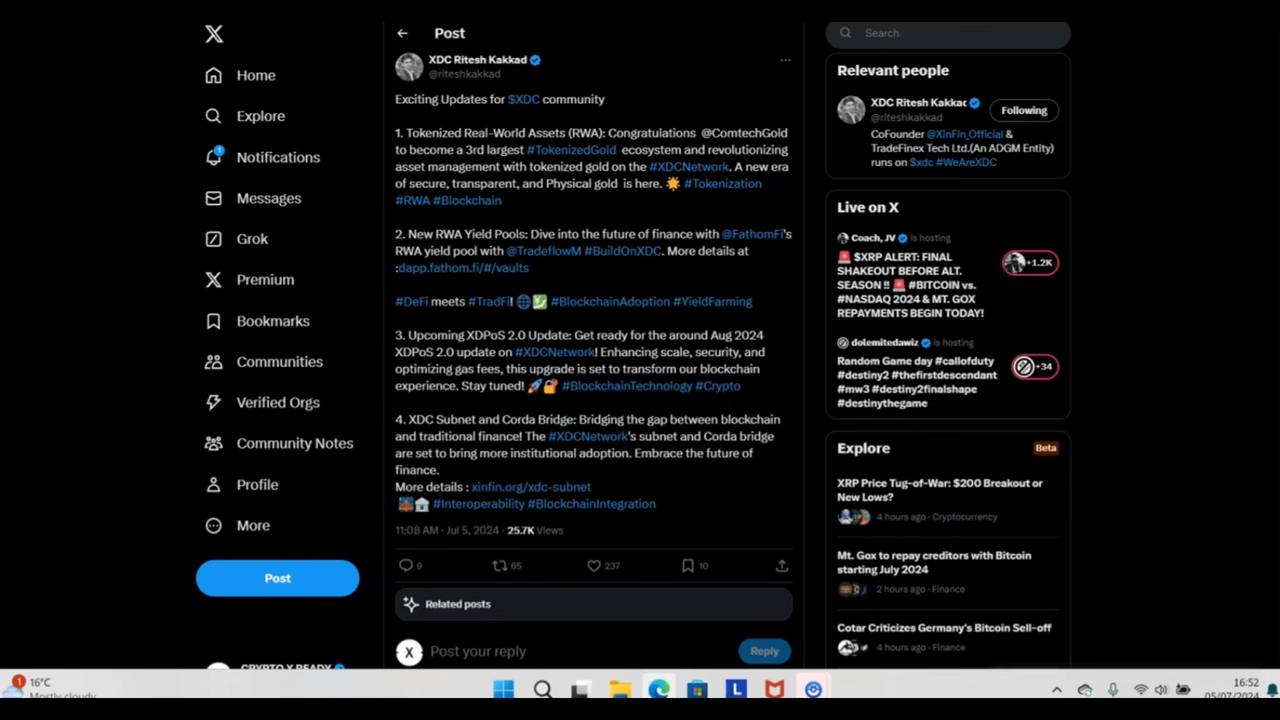 Home
Explore
1
Notifications
Messages
Grok
Premium
Bookmarks
Communities
Verified Orgs
Community Notes
Profile
More
Post
CRYPTO X READY
Post
XDC Ritesh Kakkad
@riteshkakkad
Exciting Updates for $XDC community
1. Tokenized Real-World Assets (RWA): Congratulations @ComtechGold
to become a 3rd largest #TokenizedGold ecosystem and revolutionizing
asset management with tokenized gold on the #XDCNetwork. A new era
of secure, transparent, and Physical gold is here. 🌟 #Tokenization
#RWA #Blockchain
2. New RWA Yield Pools: Dive into the future of finance with @FathomFi's
RWA yield pool with @TradeflowM #BuildOnXDC. More details at
:dapp.fathom.fi/#/vaults
#DeFi meets #TradFi! 🌐💹 #BlockchainAdoption #YieldFarming
3. Upcoming XDPoS 2.0 Update: Get ready for the around Aug 2024
XDPoS 2.0 update on #XDCNetwork! Enhancing scale, security, and
optimizing gas fees, this upgrade is set to transform our blockchain
experience. Stay tuned! 🚀🔐 #BlockchainTechnology #Crypto
4. XDC Subnet and Corda Bridge: Bridging the gap between blockchain
and traditional finance! The #XDCNetwork's subnet and Corda bridge
are set to bring more institutional adoption. Embrace the future of
finance.
More details : xinfin.org/xdc-subnet
🌉🏦 #Interoperability #BlockchainIntegration
11:08 AM · Jul 5, 2024 · 25.7K Views
9 65 237 10
Related posts
X Post your reply Reply
Search
Relevant people
XDC Ritesh Kakkac
@riteshkakkad
Following
CoFounder @XinFin_Official &
TradeFinex Tech Ltd.(An ADGM Entity)
runs on $xdc #WeAreXDC
Live on X
Coach, JV is hosting
🚨 $XRP ALERT: FINAL
SHAKEOUT BEFORE ALT.
SEASON !! 🚨 #BITCOIN vs.
#NASDAQ 2024 & MT. GOX
REPAYMENTS BEGIN TODAY!
+1.2K
dolemitedawiz is hosting
Random Game day #callofduty
#destiny2 #thefirstdescendant
#mw3 #destiny2finalshape
#destinythegame
+34
Explore
Beta
XRP Price Tug-of-War: $200 Breakout or
New Lows?
4 hours ago · Cryptocurrency
Mt. Gox to repay creditors with Bitcoin
starting July 2024
2 hours ago · Finance
Cotar Criticizes Germany's Bitcoin Sell-off
4 hours ago · Finance
1
16°C
Mostly cloudy
L
16:52
05/07/2024